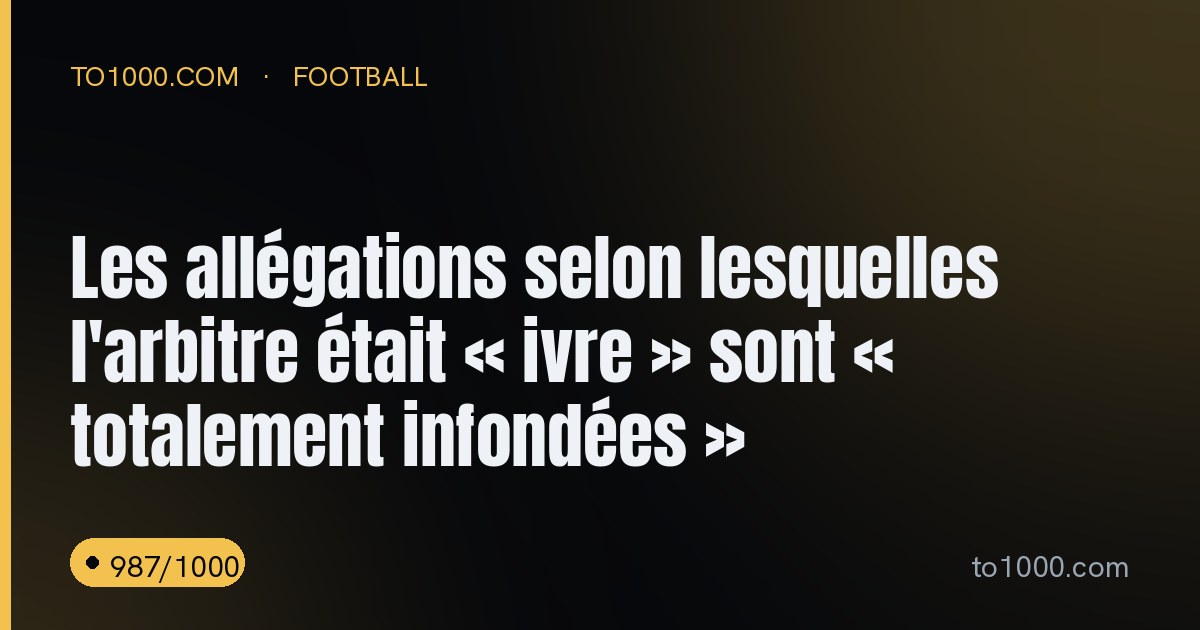 TO1000.COM · FOOTBALL
Les allégations selon lesquelles
l'arbitre était « ivre » sont «
totalement infondées »
987/1000
to1000.com